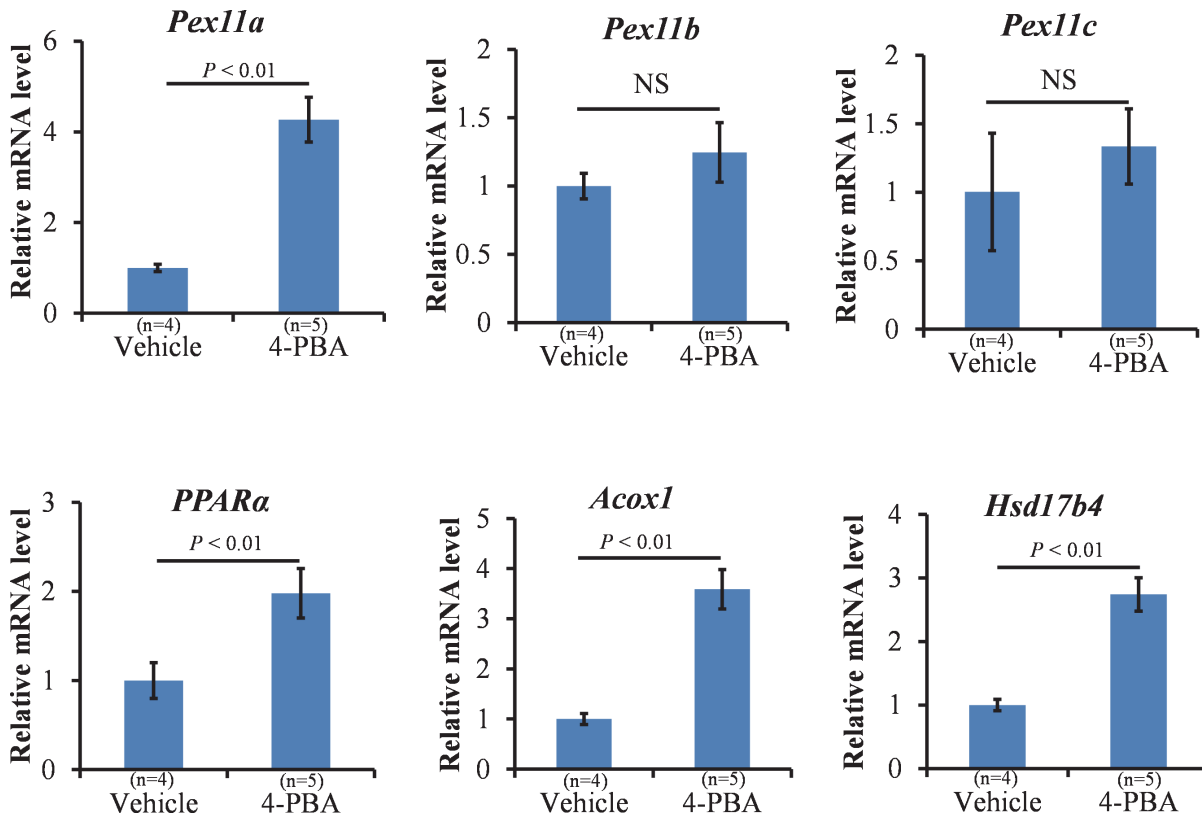 Pex11a
Relative mRNA level
6
4
2
0
P < 0.01
(n=4)
(n=5)
Vehicle
4-PBA
Pex11b
Relative mRNA level
2
1.5
1
0.5
0
NS
(n=4)
(n=5)
Vehicle
4-PBA
Pex11c
Relative mRNA level
2
1.5
1
0.5
0
NS
(n=4)
(n=5)
Vehicle
4-PBA
PPARα
Relative mRNA level
3
2
1
0
P < 0.01
(n=4)
(n=5)
Vehicle
4-PBA
Acox1
Relative mRNA level
5
4
3
2
1
0
P < 0.01
(n=4)
(n=5)
Vehicle
4-PBA
Hsd17b4
Relative mRNA level
4
3
2
1
0
P < 0.01
(n=4)
(n=5)
Vehicle
4-PBA